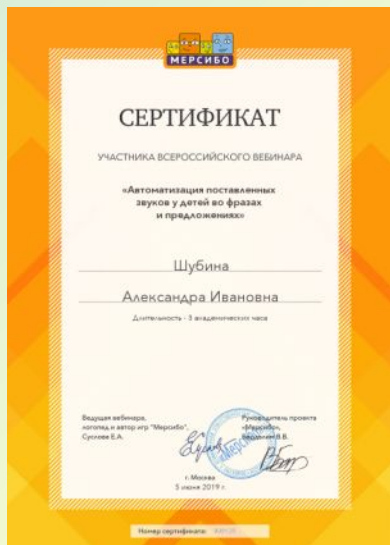 МЕРСИБО
СЕРТИФИКАТ
УЧАСТНИКА ВСЕРОССИЙСКОГО ВЕБИНАРА
«Автоматизация поставленных
звуков у детей во фразах
и предложениях»
Шубина
Александра Ивановна
Длительность - 3 академических часа
Ведущая вебинара,
логопед и автор игр "Мерсибо",
Суслова Е.А.
Руководитель проекта
«Мерсибо»,
В.В.
«Мерсибо»
г. Москва
5 июня 2019 г.
Номер сертификата: